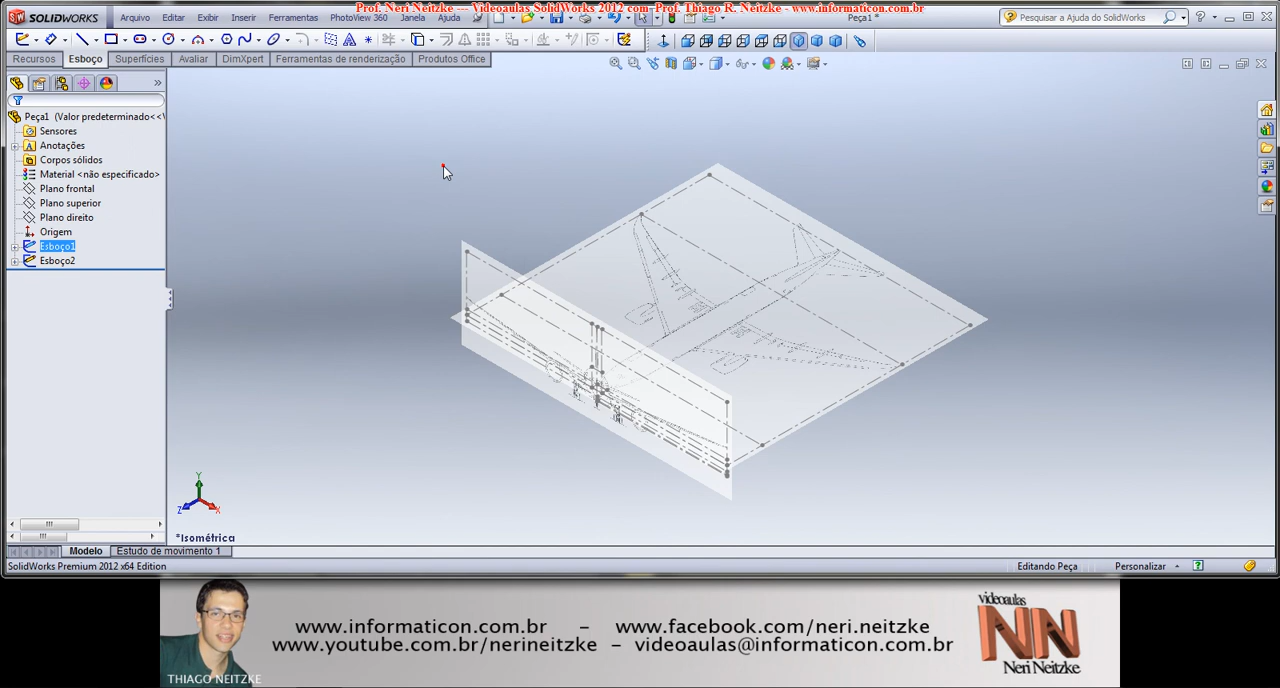 Prof. Neri Neitzke --- Videoaulas SolidWorks 2012 com Prof. Thiago R. Neitzke - www.informaticon.com.br
SOLIDWORKS
Arquivo Editar Exibir Inserir Ferramentas PhotoView 360 Janela Ajuda
Peça1 *
Pesquisar a Ajuda do SolidWorks
Recursos Esboço Superfícies Avaliar DimXpert Ferramentas de renderização Produtos Office
Peça1 (Valor predeterminado<<\
Sensores
Anotações
Corpos sólidos
Material <não especificado>
Plano frontal
Plano superior
Plano direito
Origem
Esboço1
Esboço2
Y
Z X
*Isométrica
Modelo Estudo de movimento 1
SolidWorks Premium 2012 x64 Edition
Editando Peça Personalizar
www.informaticon.com.br - www.facebook.com/neri.neitzke
www.youtube.com.br/nerineitzke - videoaulas@informaticon.com.br
THIAGO NEITZKE
videoaulas
NN
Neri Neitzke